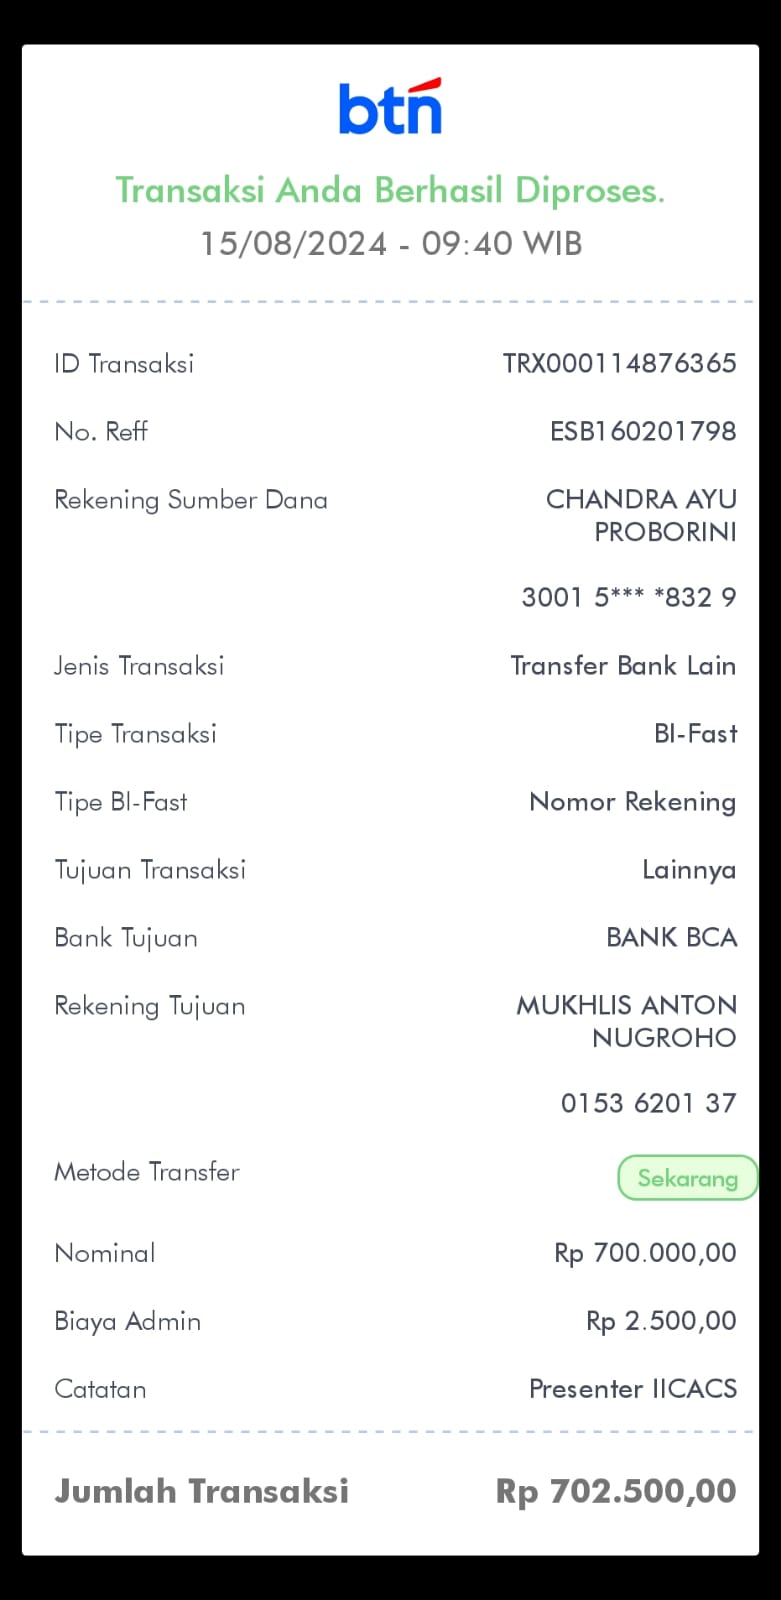 btn
Transaksi Anda Berhasil Diproses.
15/08/2024 - 09:40 WIB
ID Transaksi TRX000114876365
No. Reff ESB160201798
Rekening Sumber Dana CHANDRA AYU
PROBORINI
3001 5*** *832 9
Jenis Transaksi Transfer Bank Lain
Tipe Transaksi BI-Fast
Tipe BI-Fast Nomor Rekening
Tujuan Transaksi Lainnya
Bank Tujuan BANK BCA
Rekening Tujuan MUKHLIS ANTON
NUGROHO
0153 6201 37
Metode Transfer Sekarang
Nominal Rp 700.000,00
Biaya Admin Rp 2.500,00
Catatan Presenter IICACS
Jumlah Transaksi Rp 702.500,00